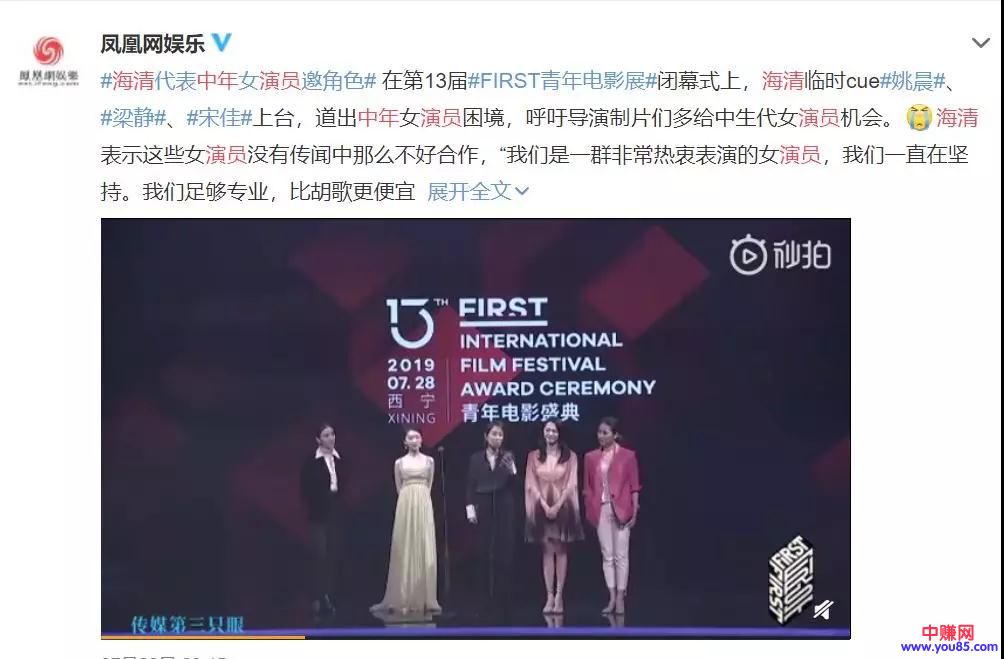 凤凰网娱乐
#海清代表中年女演员邀角色# 在第13届#FIRST青年电影展#闭幕式上，海清临时cue#姚晨#、
#梁静#、#宋佳#上台，道出中年女演员困境，呼吁导演制片们多给中生代女演员机会。😭海清
表示这些女演员没有传闻中那么不好合作，“我们是一群非常热衷表演的女演员，我们一直在坚
持。我们足够专业，比胡歌更便宜 展开全文
秒拍
13TH FIRST
INTERNATIONAL
2019 FILM FESTIVAL
07.28 AWARD CEREMONY
西宁 青年电影盛典
XINING
FIRST
传媒第三只眼
中赚网
www.you85.com